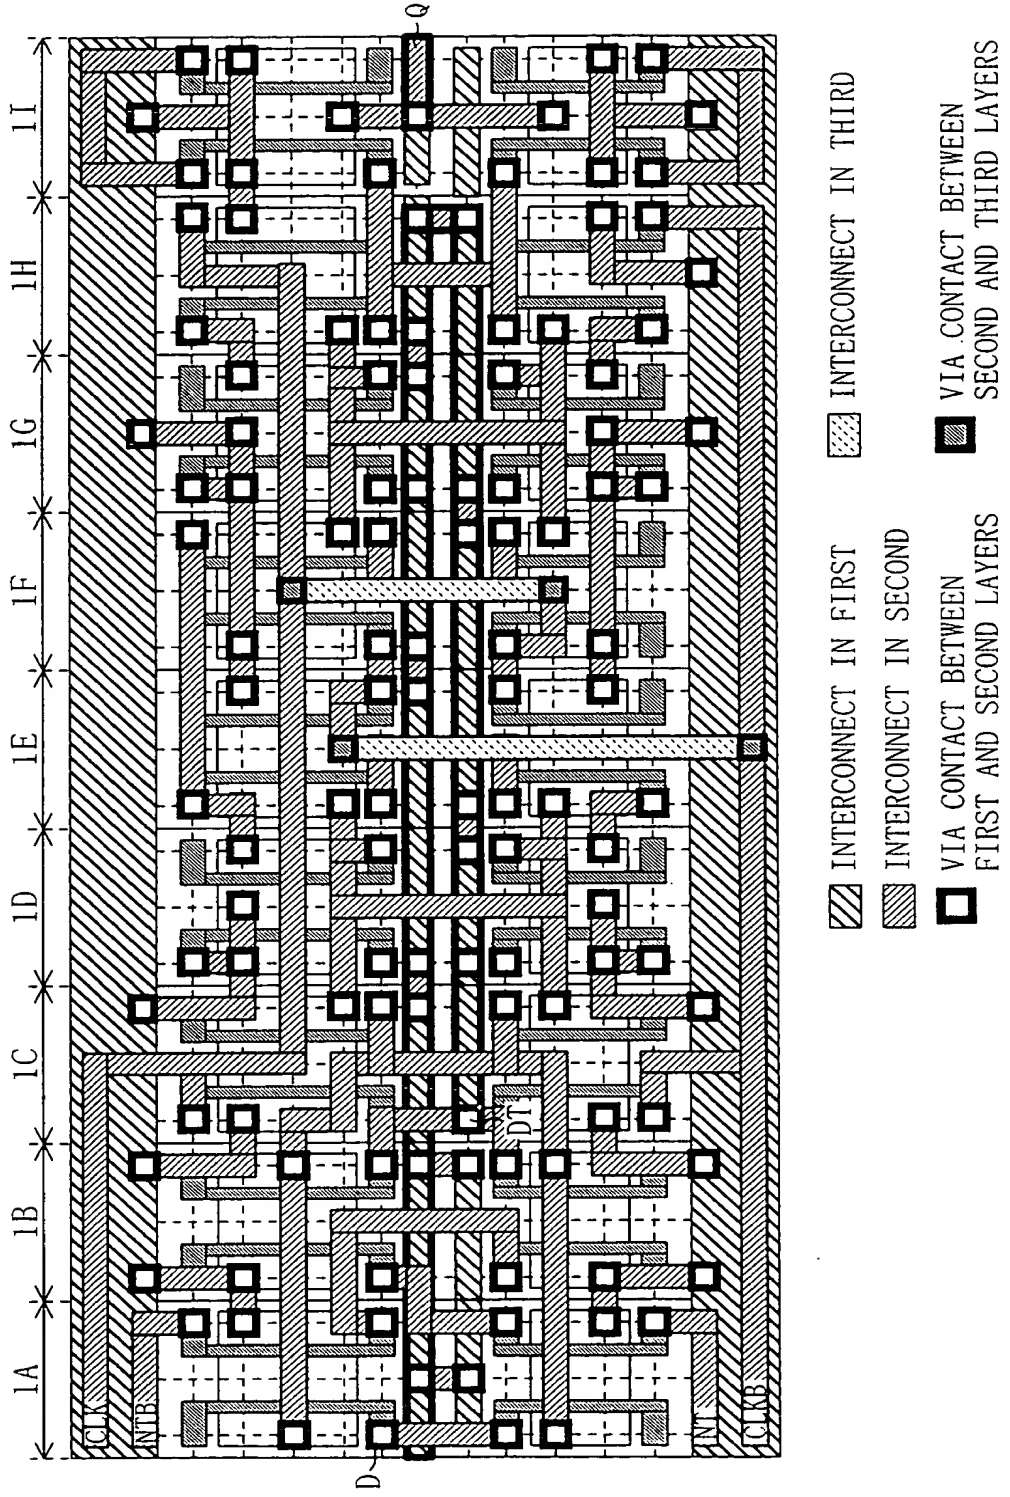 1A 1B 1C 1D 1E 1F 1G 1H 1I
CLK
NTB
D
DT
Q
NT
CLKB
INTERCONNECT IN FIRST
INTERCONNECT IN SECOND
VIA CONTACT BETWEEN
FIRST AND SECOND LAYERS
INTERCONNECT IN THIRD
VIA CONTACT BETWEEN
SECOND AND THIRD LAYERS